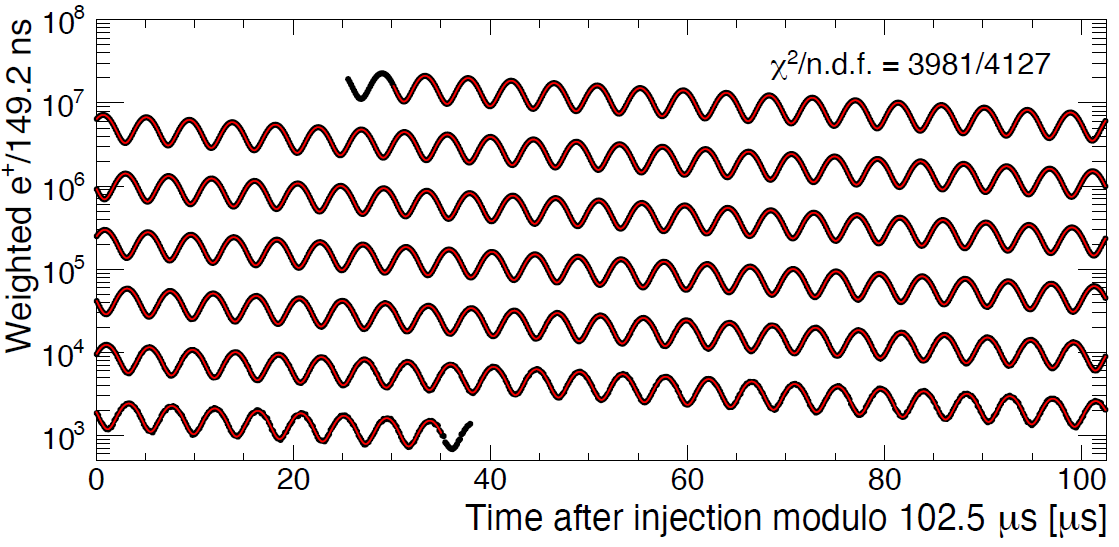 10⁸
χ²/n.d.f. = 3981/4127
10⁷
10⁶
10⁵
10⁴
10³
Weighted e⁺/149.2 ns
0 20 40 60 80 100
Time after injection modulo 102.5 μs [μs]